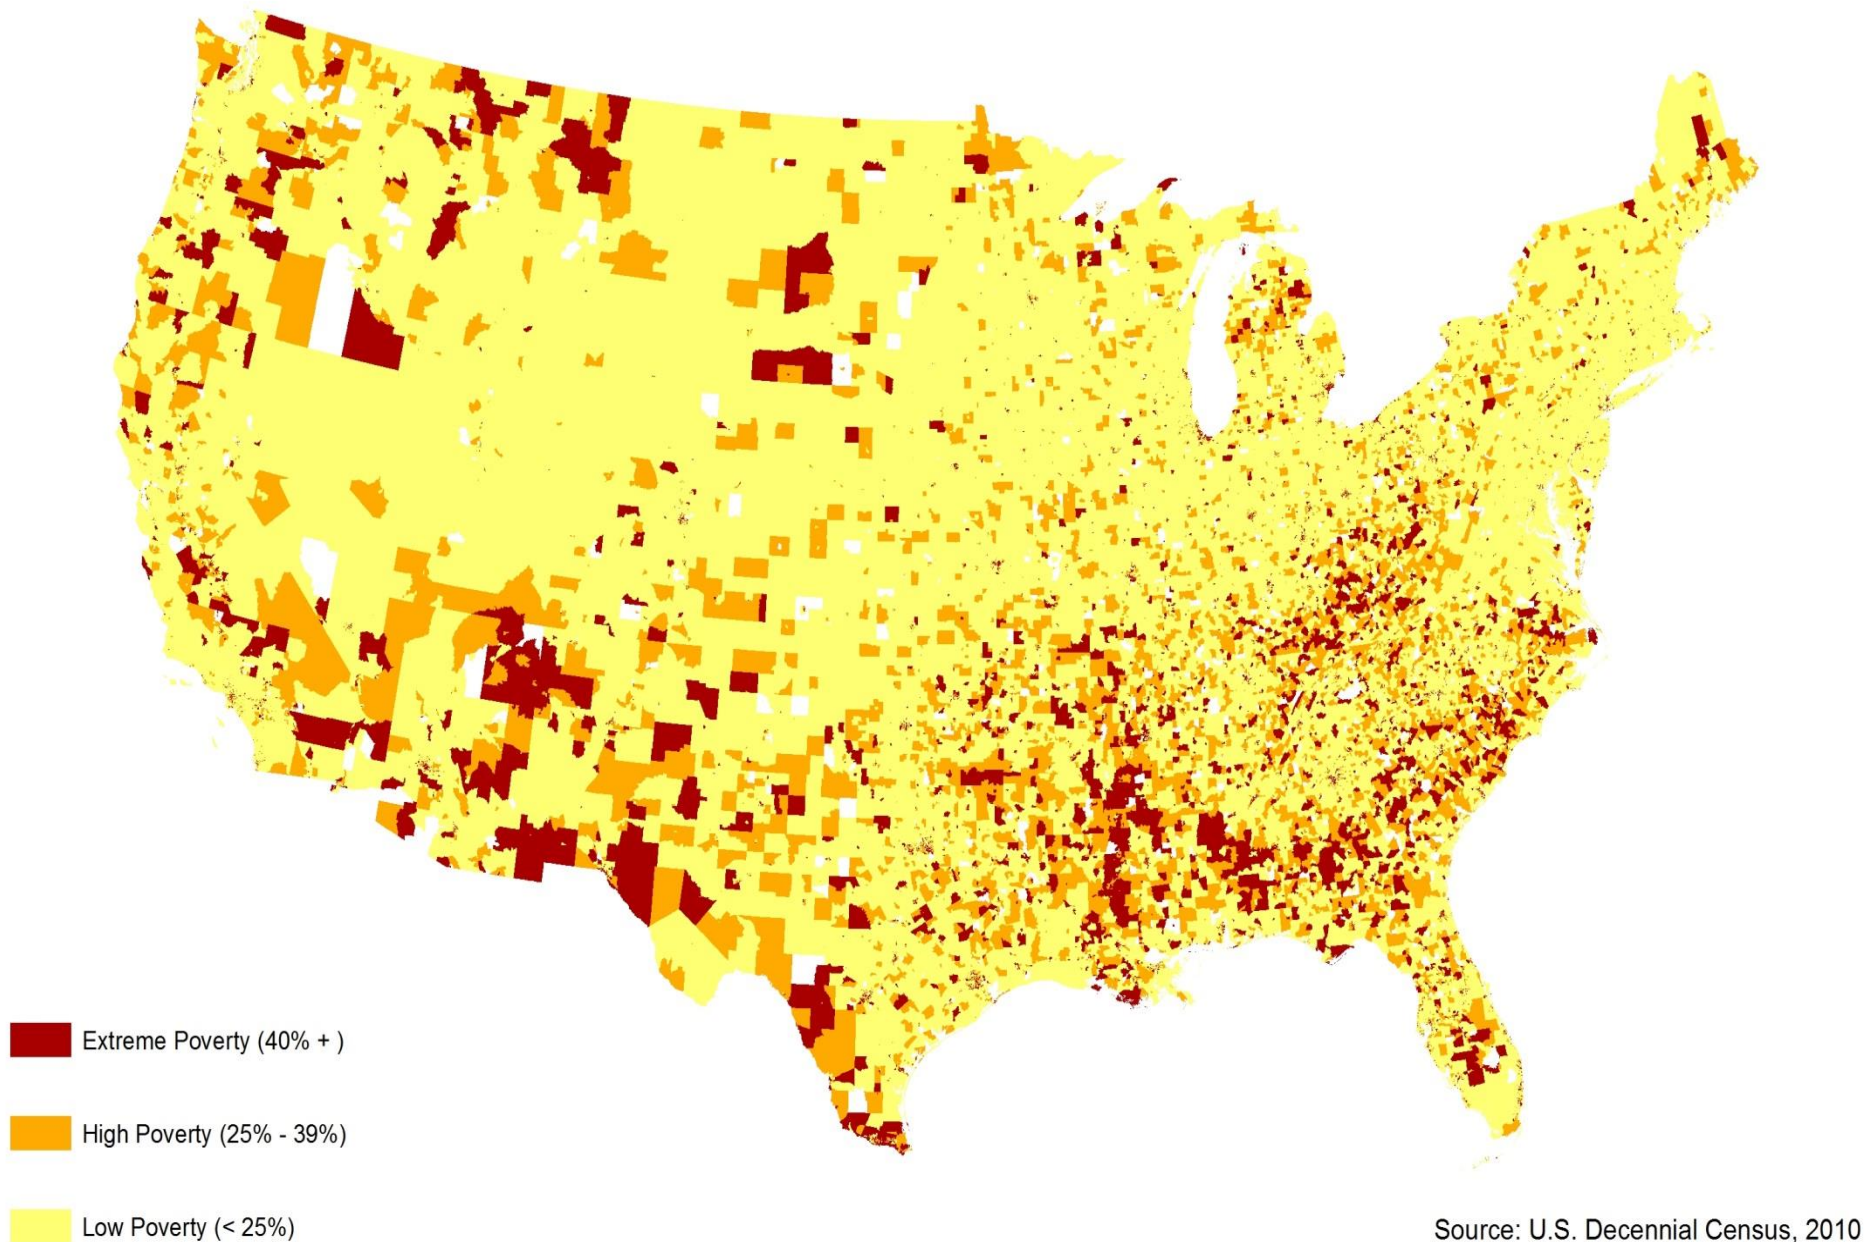 Extreme Poverty (40% + )
High Poverty (25% - 39%)
Low Poverty (< 25%)
Source: U.S. Decennial Census, 2010